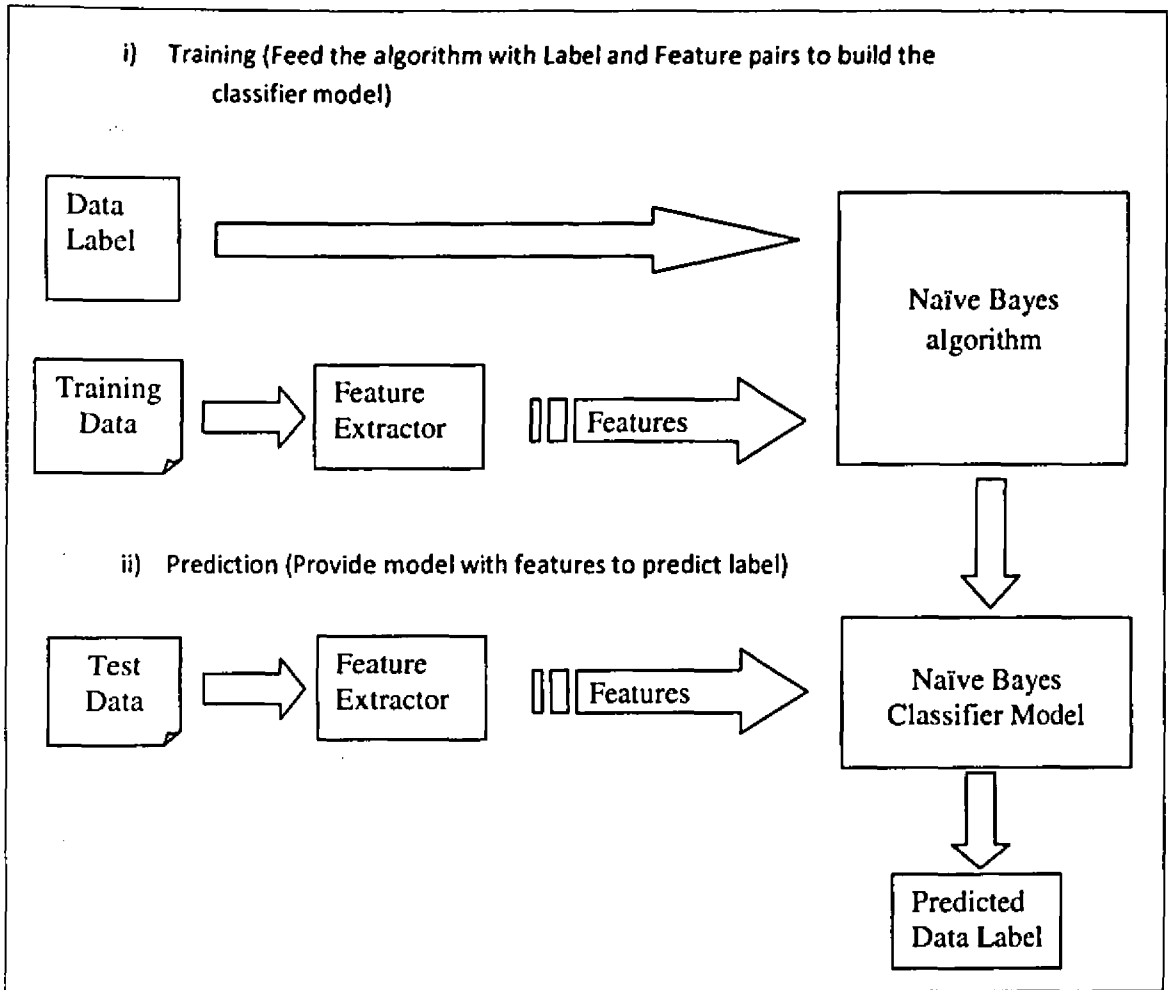 i) Training (Feed the algorithm with Label and Feature pairs to build the
classifier model)
Data
Label
Naïve Bayes
algorithm
Training
Data
Feature
Extractor
Features
ii) Prediction (Provide model with features to predict label)
Test
Data
Feature
Extractor
Features
Naïve Bayes
Classifier Model
Predicted
Data Label